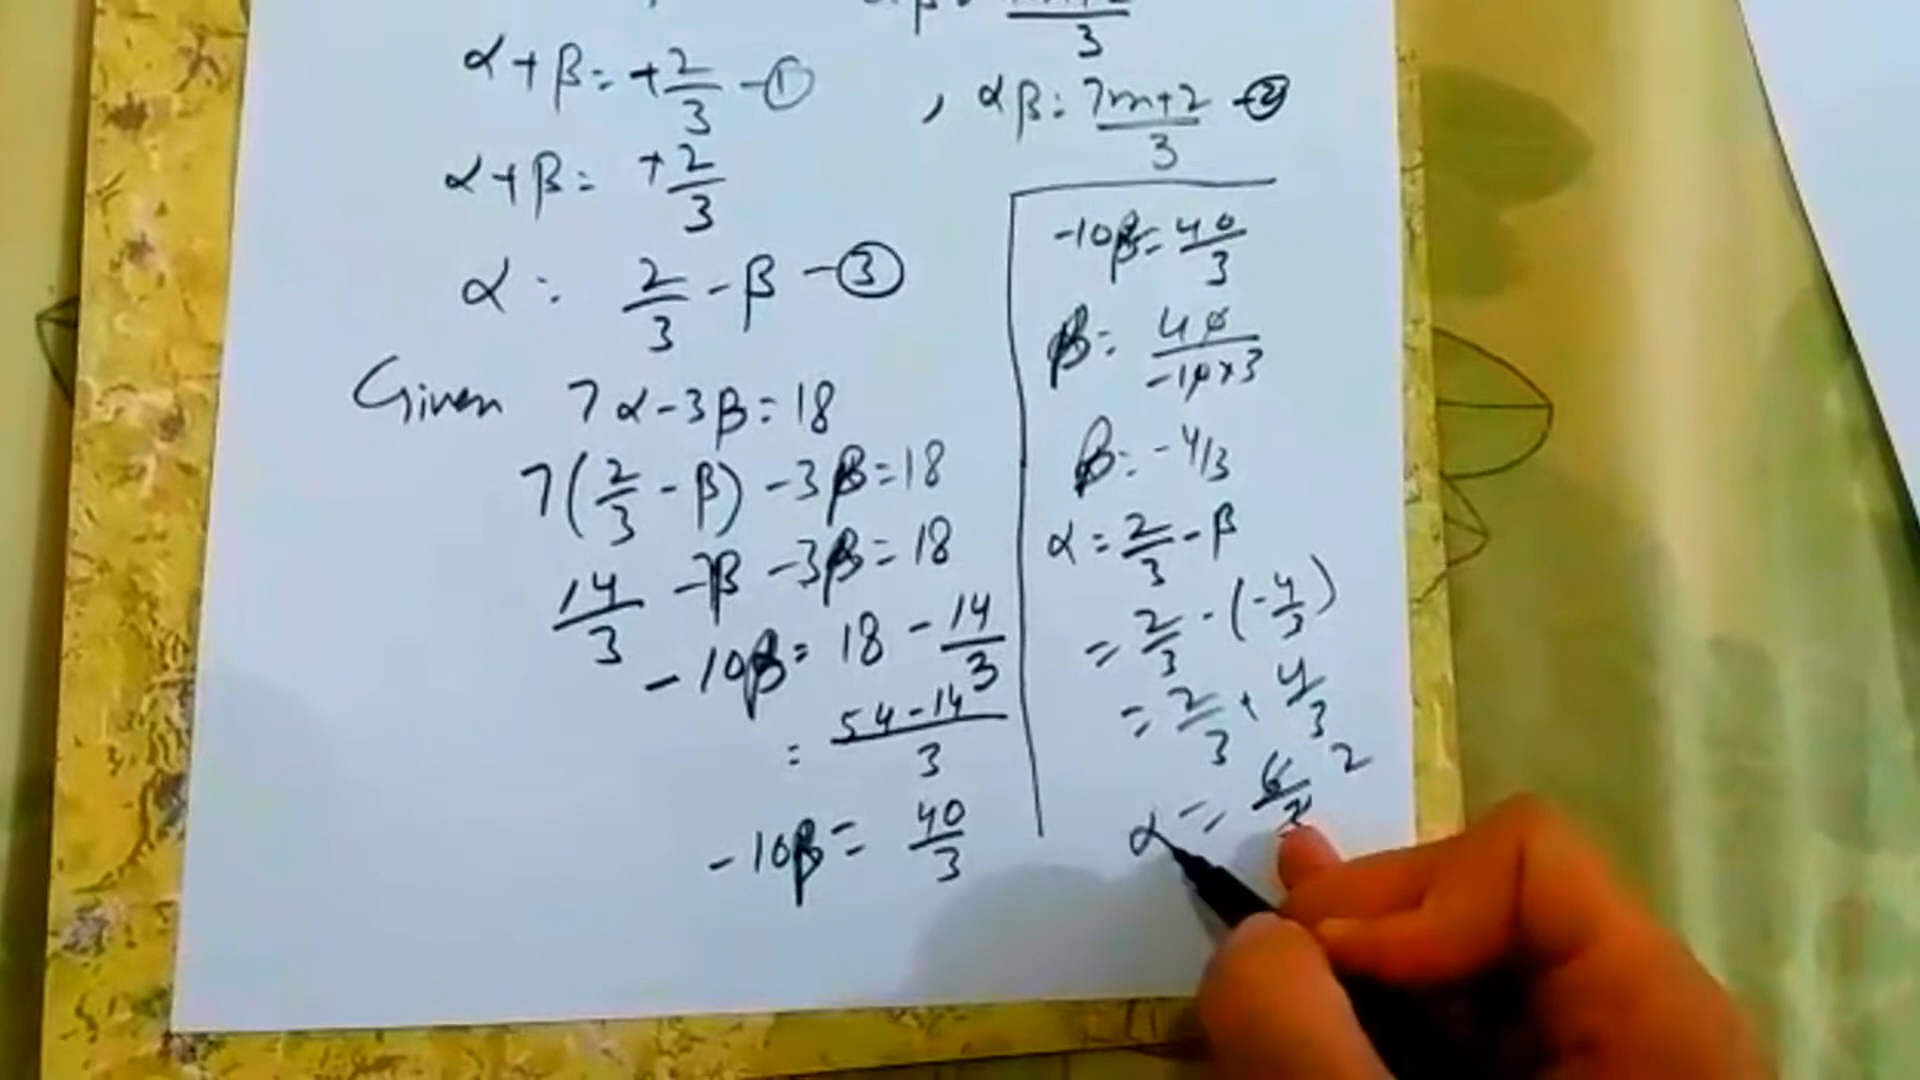 α+β=+2/3 -①
, αβ=7m+2/3 -②
α+β= +2/3
α= 2/3 - β -③
Given 7α-3β=18
7(2/3 - β) -3β=18
14/3 -7β -3β=18
-10β= 18 - 14/3
= 54-14/3
-10β= 40/3
-10β=40/3
β= 40/-10×3
β=-4/3
α=2/3-β
=2/3-(-4/3)
=2/3+4/3
α=6/3 2